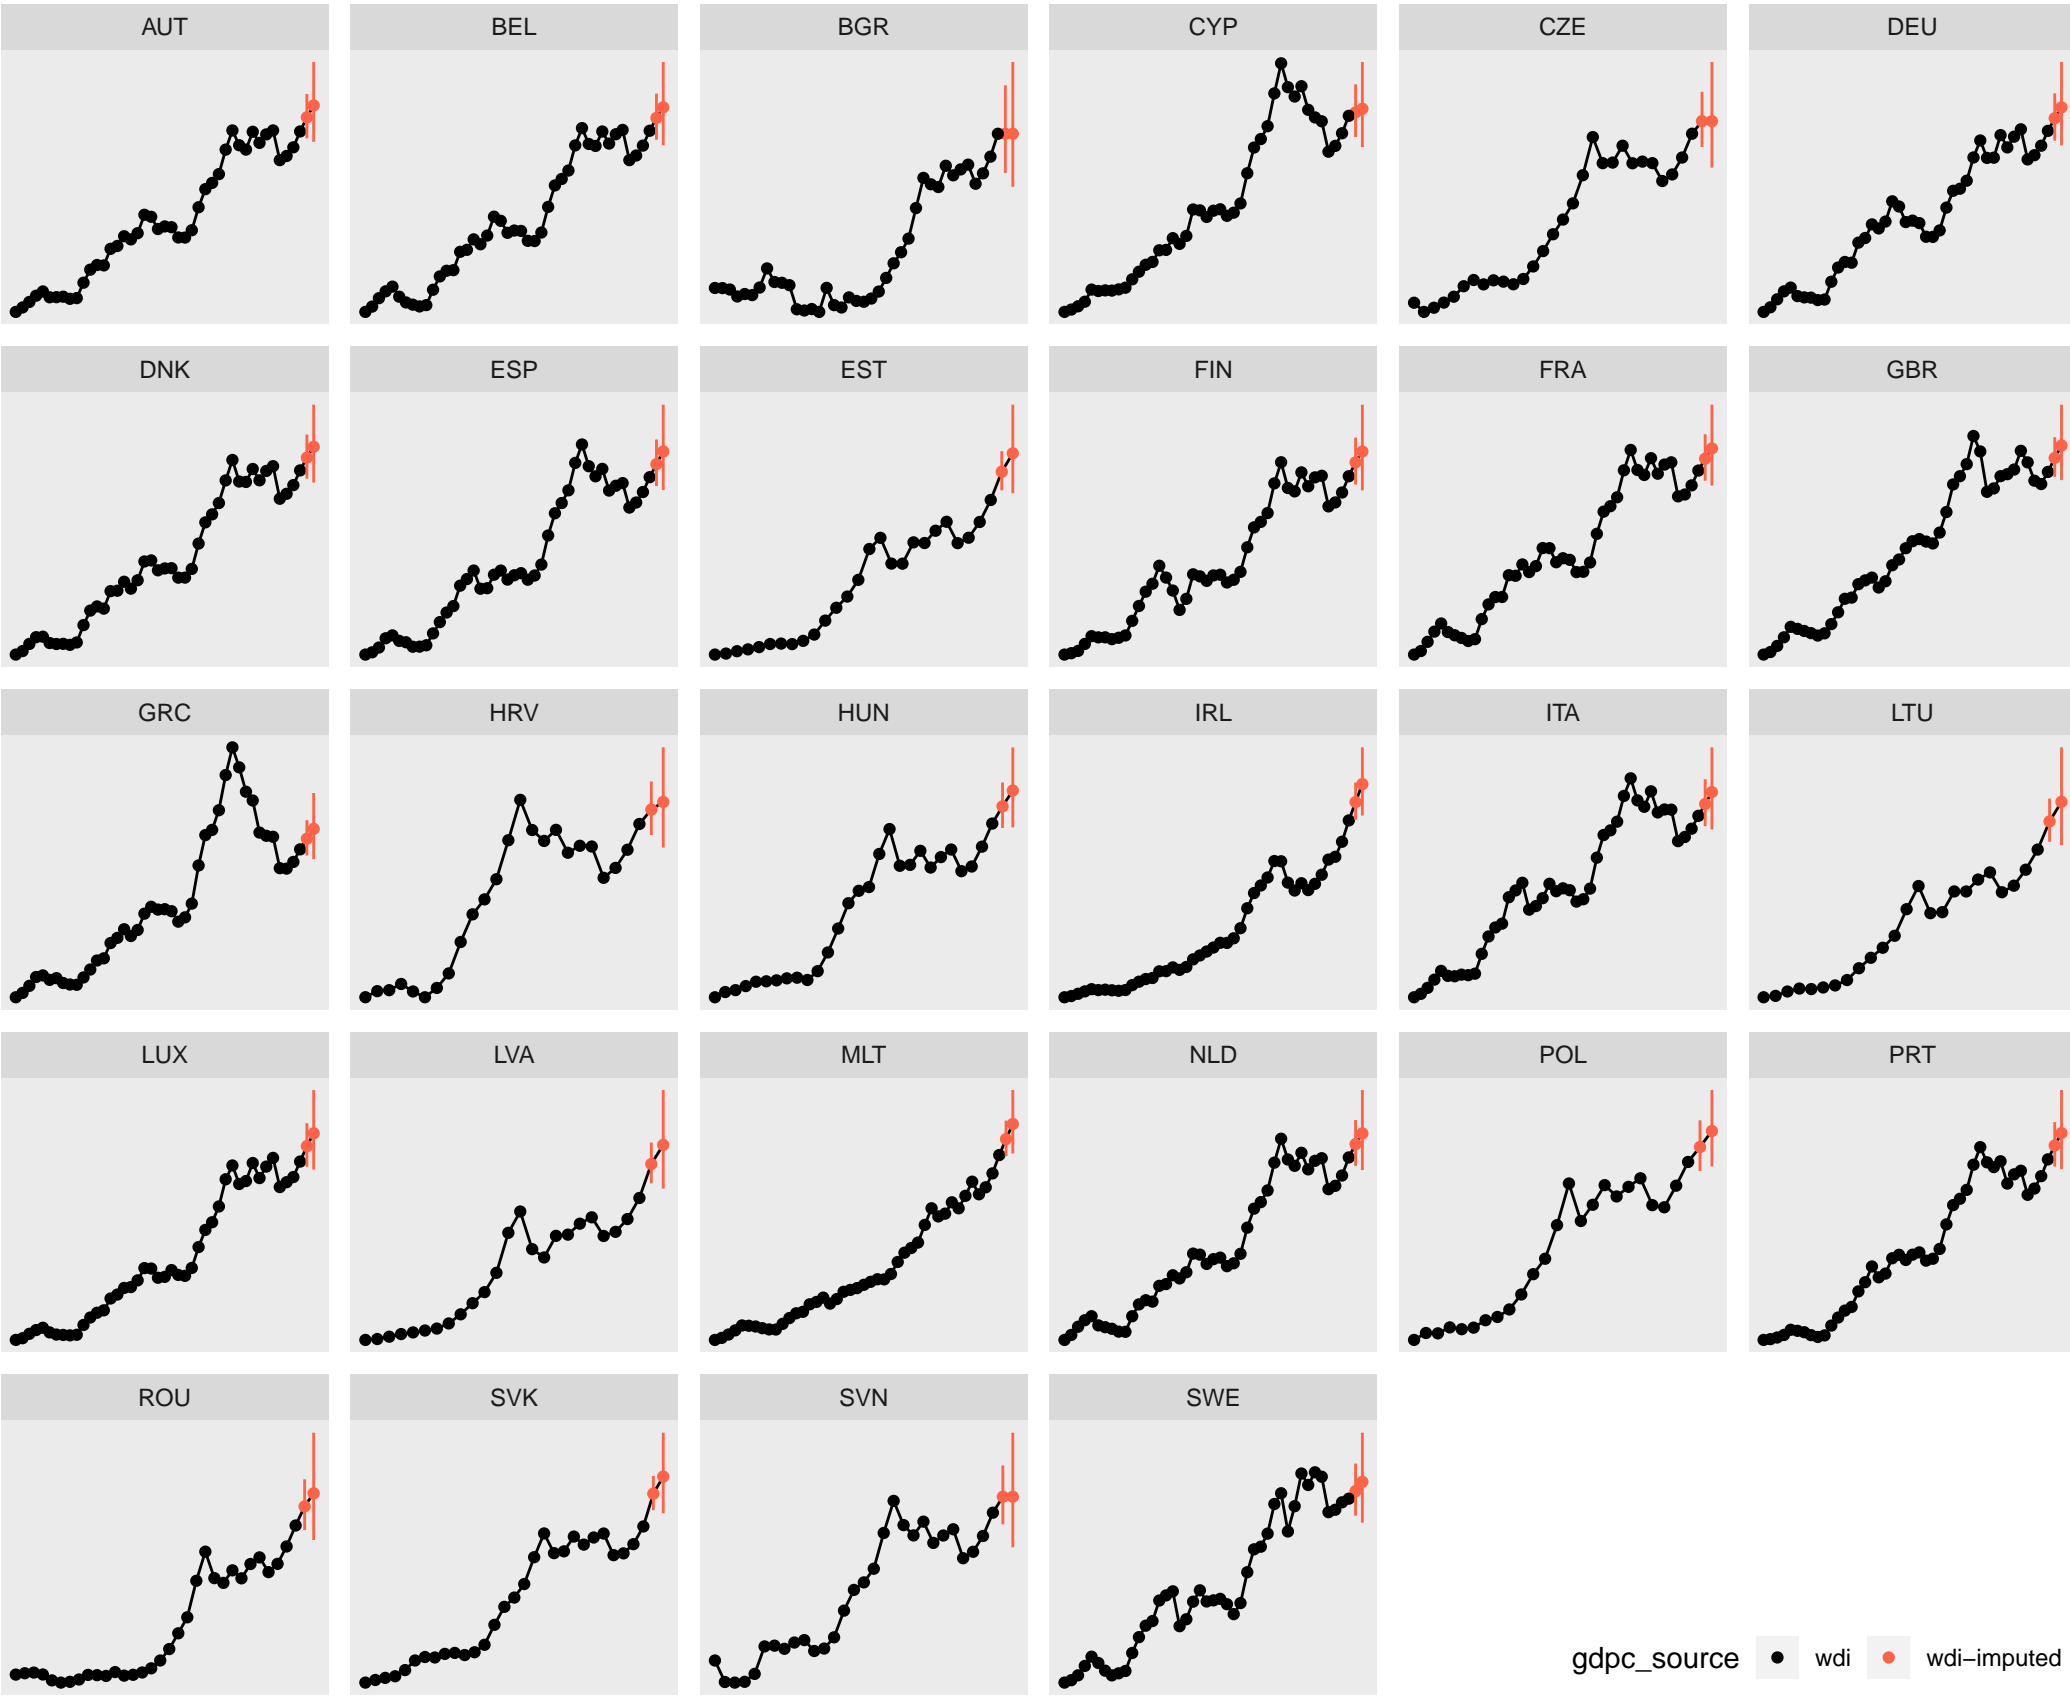 AUT BEL BGR CYP CZE DEU
DNK ESP EST FIN FRA GBR
GRC HRV HUN IRL ITA LTU
LUX LVA MLT NLD POL PRT
ROU SVK SVN SWE
gdpc_source wdi wdi−imputed